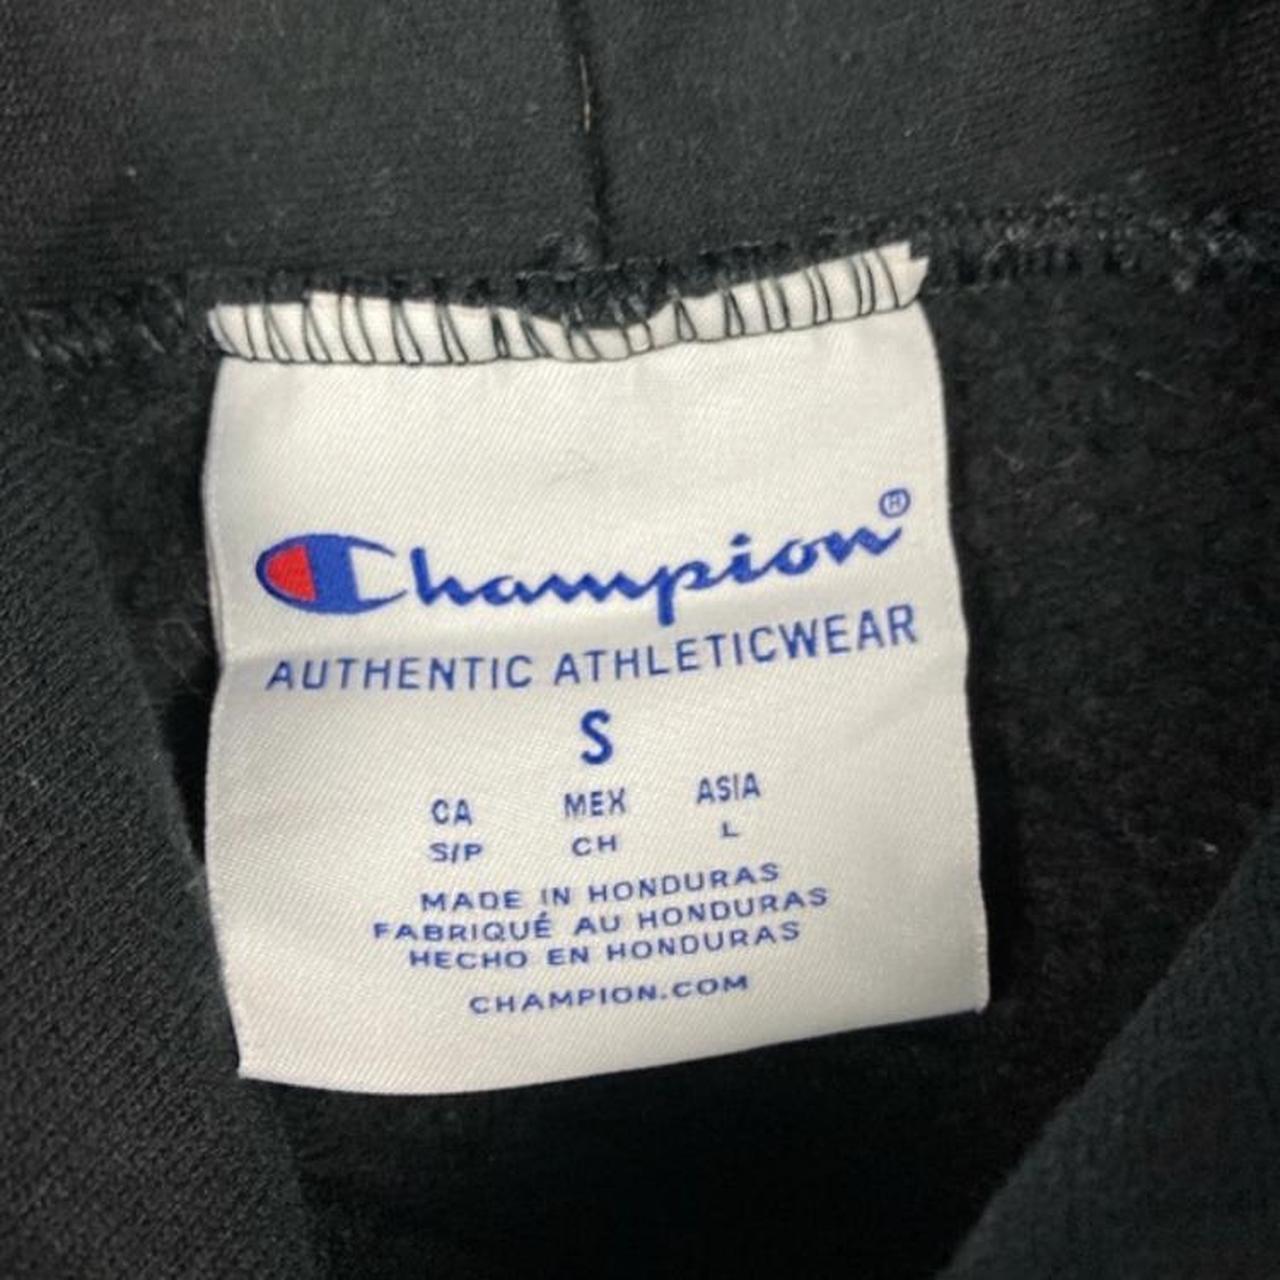 Champion®
AUTHENTIC ATHLETICWEAR
S
CA MEX ASIA
S/P CH L
MADE IN HONDURAS
FABRIQUÉ AU HONDURAS
HECHO EN HONDURAS
CHAMPION.COM